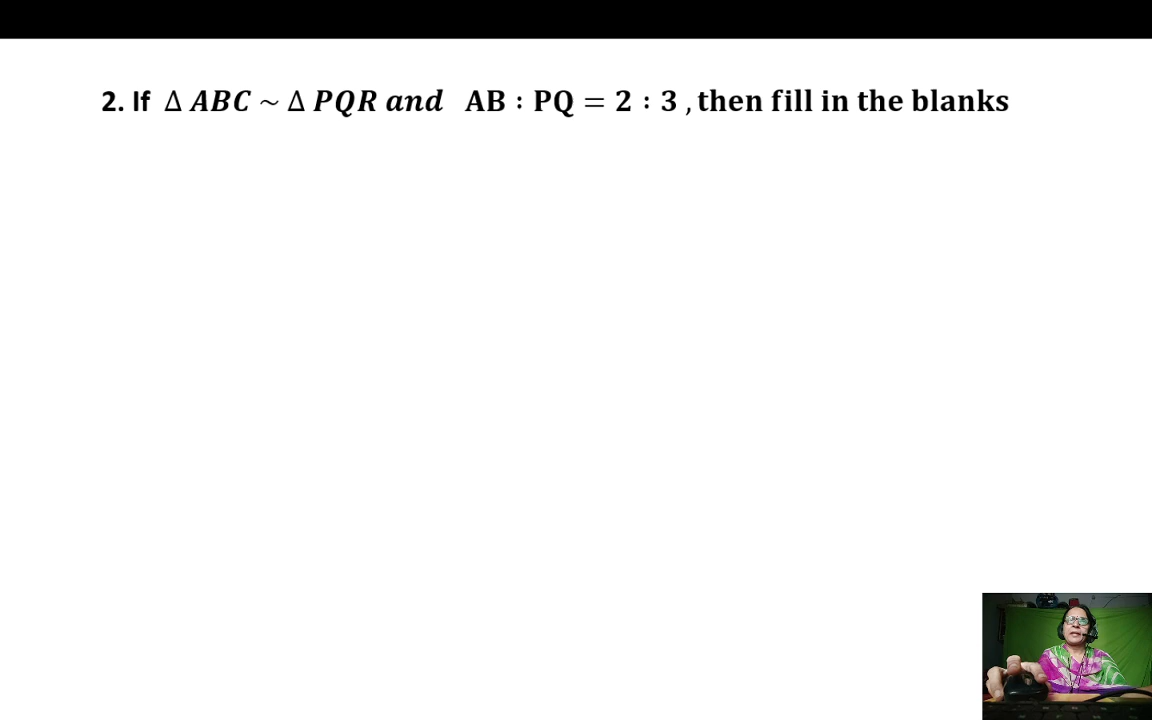 2. If Δ ABC ~ Δ PQR and AB : PQ = 2 : 3 , then fill in the blanks